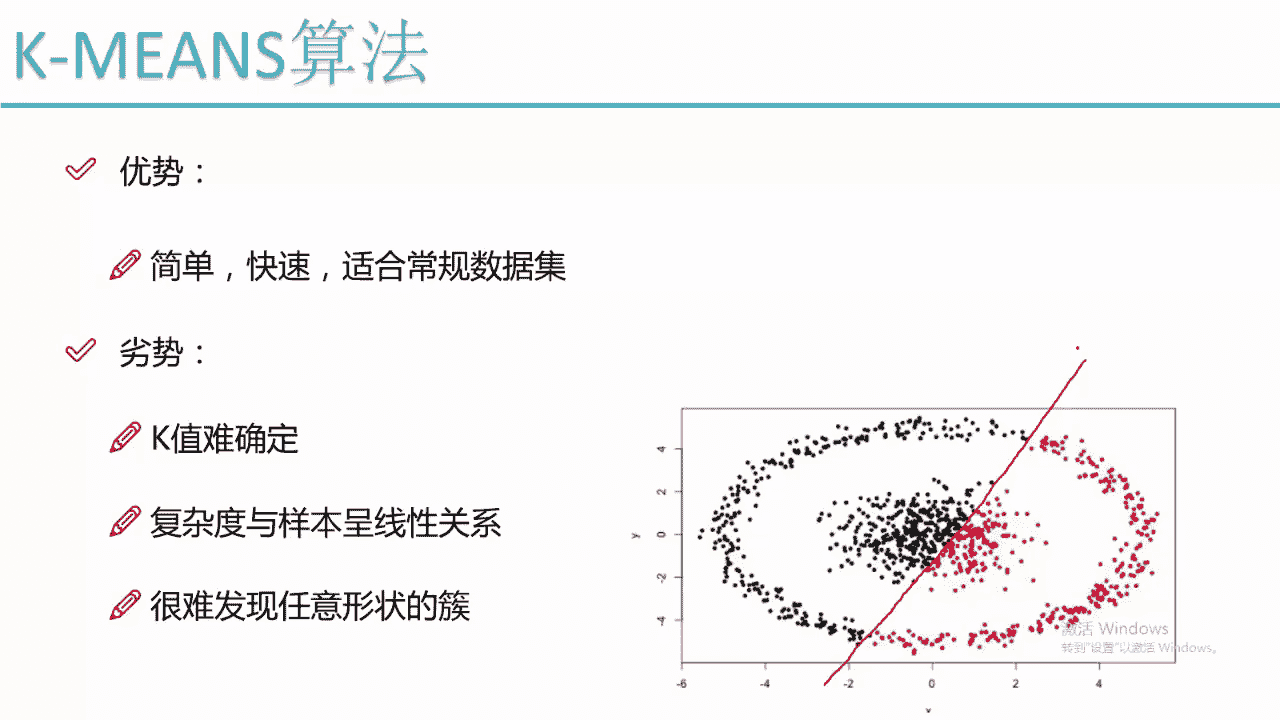 K-MEANS算法
优势：
简单，快速，适合常规数据集
劣势：
K值难确定
复杂度与样本呈线性关系
很难发现任意形状的簇
4
2
0
-2
-4
y
-6
-4
-2
0
2
4
激活 Windows
转到"设置"以激活 Windows。